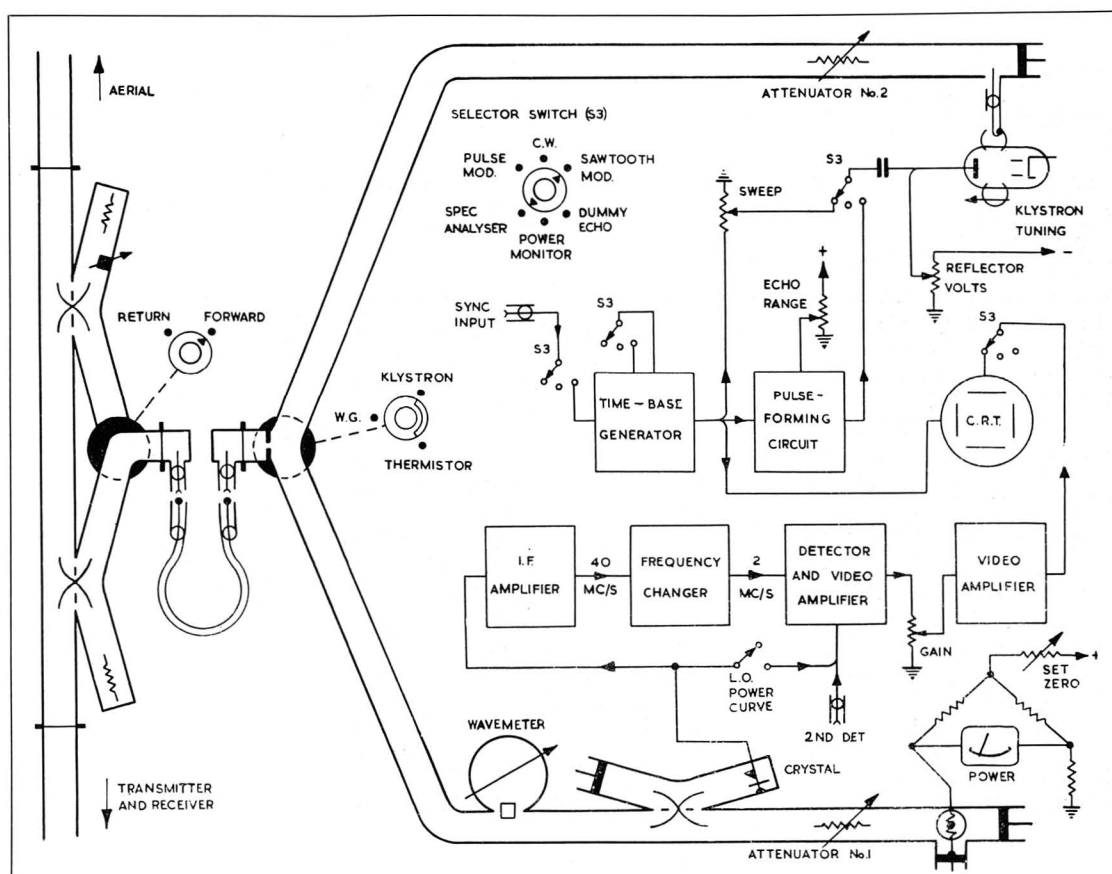 AERIAL
ATTENUATOR No.2
SELECTOR SWITCH (S3)
C.W.
PULSE
MOD.
SAWTOOTH
MOD.
SPEC
ANALYSER
DUMMY
ECHO
POWER
MONITOR
S3
SWEEP
KLYSTRON
TUNING
REFLECTOR
VOLTS
-
+
ECHO
RANGE
SYNC
INPUT
S3
S3
S3
RETURN
FORWARD
KLYSTRON
W.G.
THERMISTOR
TIME-BASE
GENERATOR
PULSE-
FORMING
CIRCUIT
C.R.T.
I.F.
AMPLIFIER
40
MC/S
FREQUENCY
CHANGER
2
MC/S
DETECTOR
AND VIDEO
AMPLIFIER
VIDEO
AMPLIFIER
GAIN
L.O.
POWER
CURVE
SET
ZERO
+
2ND DET
WAVEMETER
CRYSTAL
POWER
TRANSMITTER
AND RECEIVER
ATTENUATOR No.1